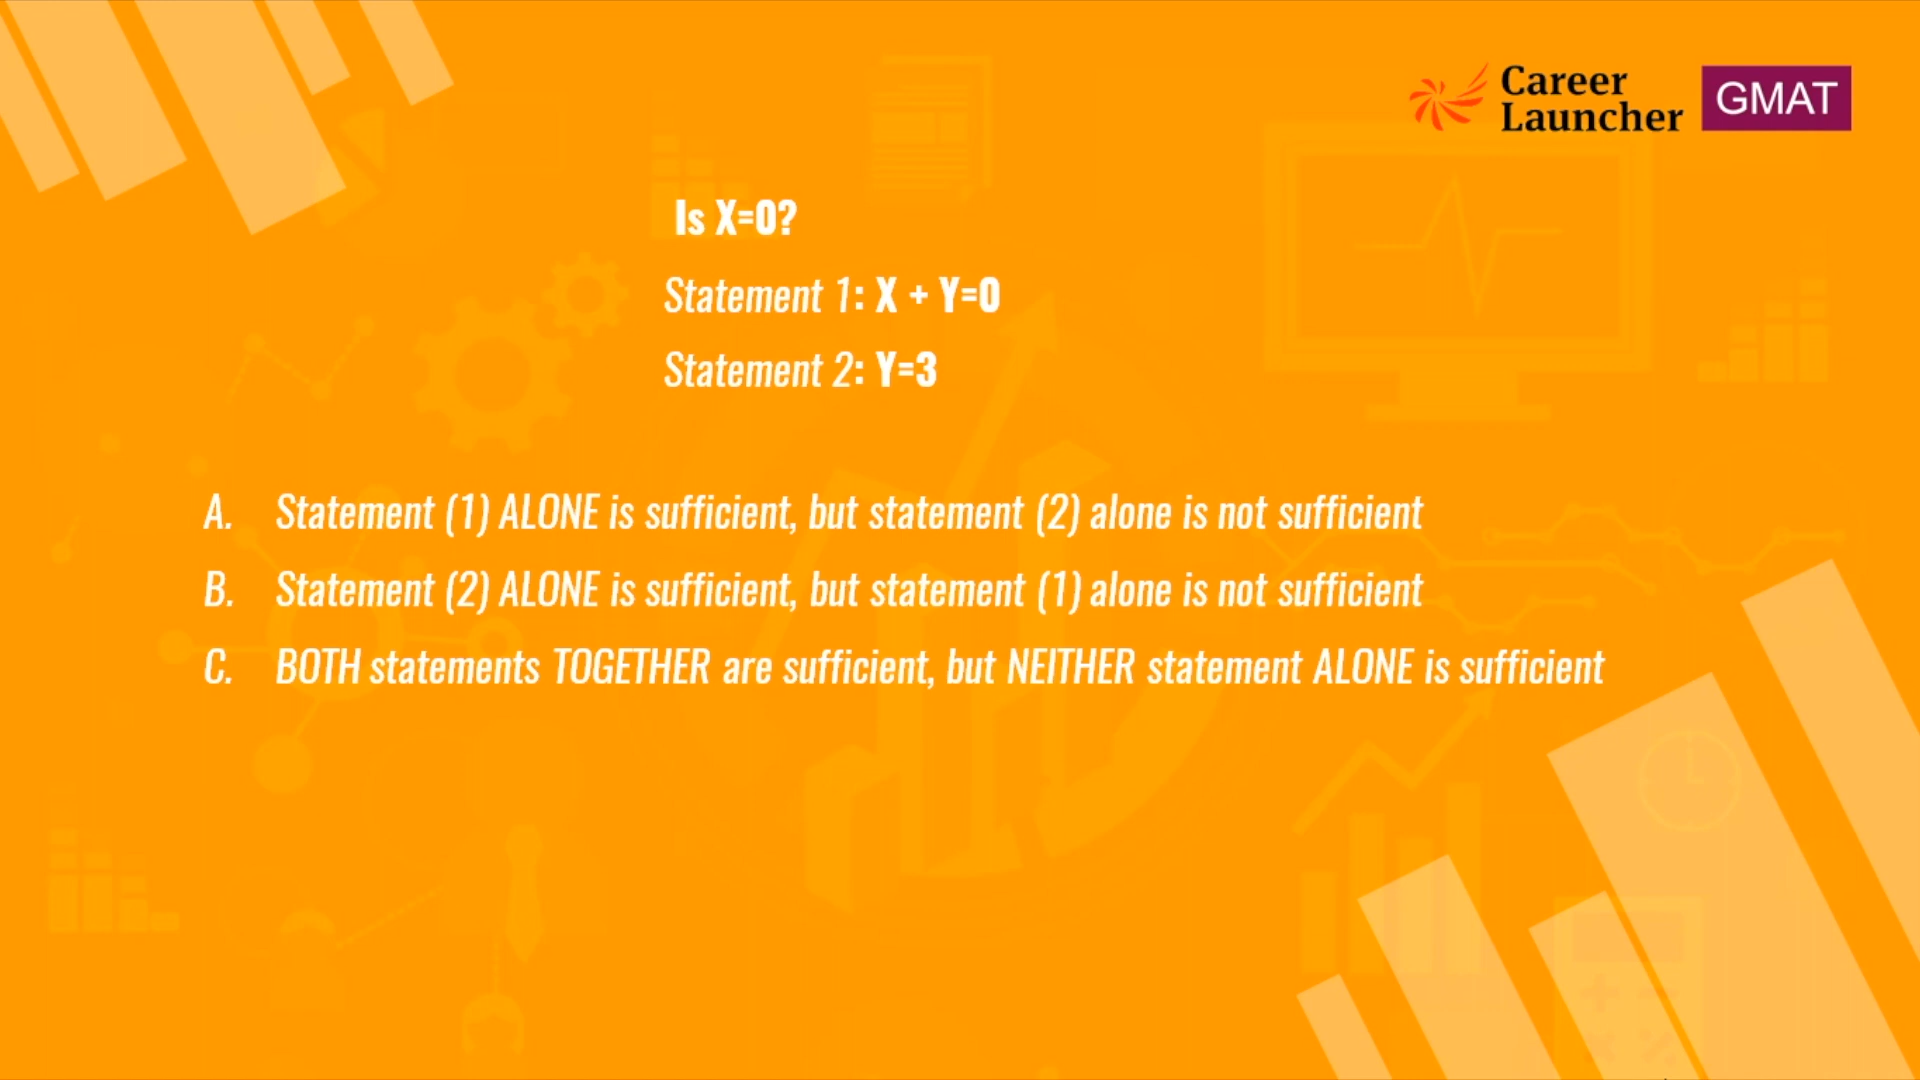 Career
Launcher
GMAT
Is X=0?
Statement 1: X + Y=0
Statement 2: Y=3
A. Statement (1) ALONE is sufficient, but statement (2) alone is not sufficient
B. Statement (2) ALONE is sufficient, but statement (1) alone is not sufficient
C. BOTH statements TOGETHER are sufficient, but NEITHER statement ALONE is sufficient